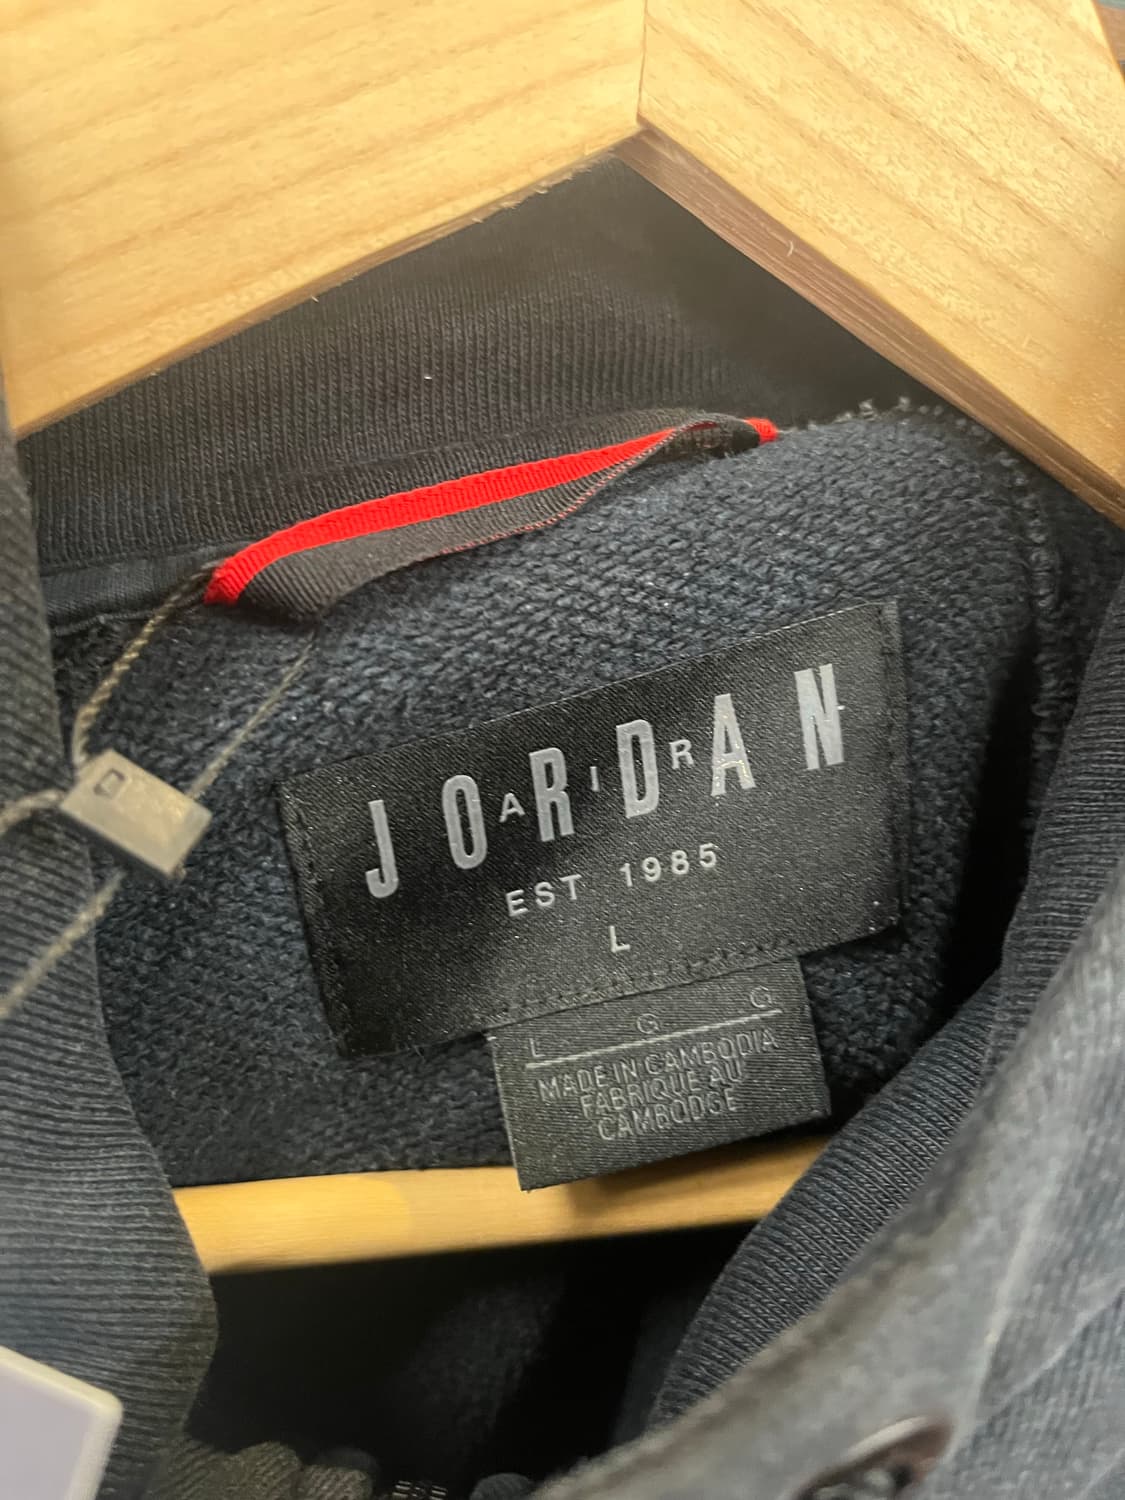 JORDAN
AIR
EST 1985
L
L G G
MADE IN CAMBODIA
FABRIQUE AU
CAMBODGE